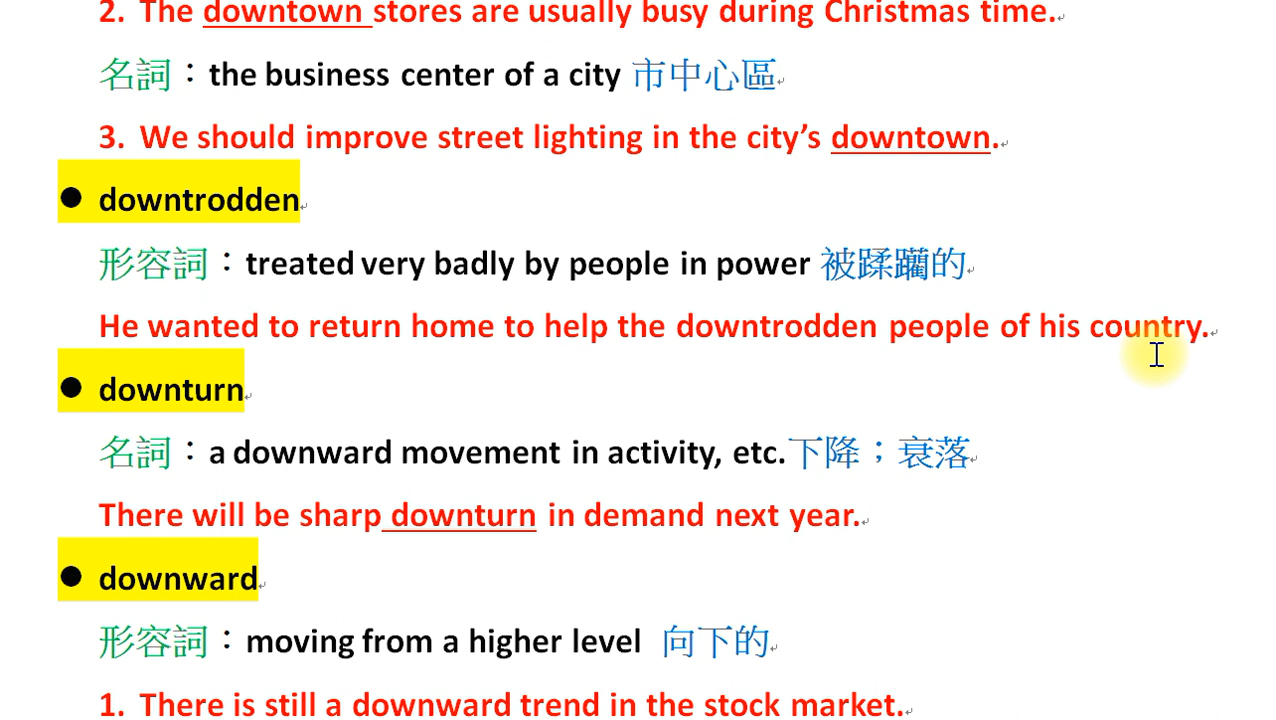 2. The downtown stores are usually busy during Christmas time.
名詞：the business center of a city 市中心區
3. We should improve street lighting in the city’s downtown.
● downtrodden
形容詞：treated very badly by people in power 被蹂躪的
He wanted to return home to help the downtrodden people of his country.
● downturn
名詞：a downward movement in activity, etc.下降；衰落
There will be sharp downturn in demand next year.
● downward
形容詞：moving from a higher level 向下的
1. There is still a downward trend in the stock market.